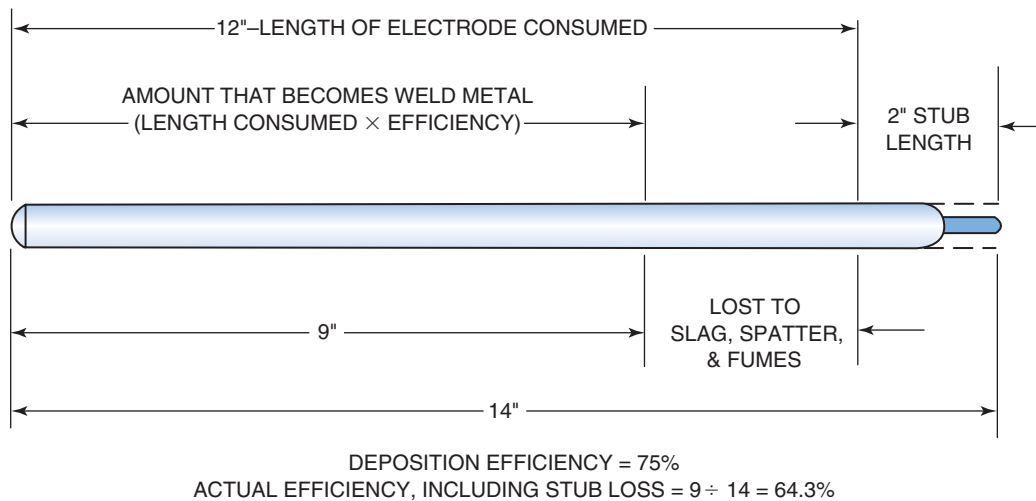 12"–LENGTH OF ELECTRODE CONSUMED
AMOUNT THAT BECOMES WELD METAL
(LENGTH CONSUMED × EFFICIENCY)
2" STUB
LENGTH
9"
LOST TO
SLAG, SPATTER,
& FUMES
14"
DEPOSITION EFFICIENCY = 75%
ACTUAL EFFICIENCY, INCLUDING STUB LOSS = 9 ÷ 14 = 64.3%